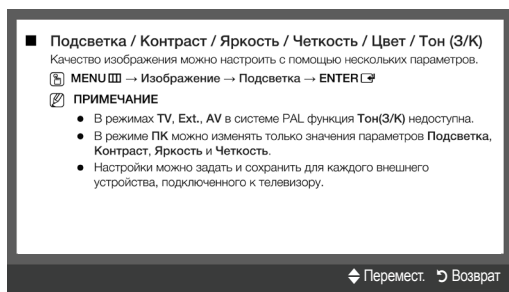 ■ Подсветка / Контраст / Яркость / Четкость / Цвет / Тон (З/К)
Качество изображения можно настроить с помощью нескольких параметров.
MENU → Изображение → Подсветка → ENTER
ПРИМЕЧАНИЕ
● В режимах TV, Ext., AV в системе PAL функция Тон(З/К) недоступна.
● В режиме ПК можно изменять только значения параметров Подсветка,
Контраст, Яркость и Четкость.
● Настройки можно задать и сохранить для каждого внешнего
устройства, подключенного к телевизору.
Перемест. Возврат